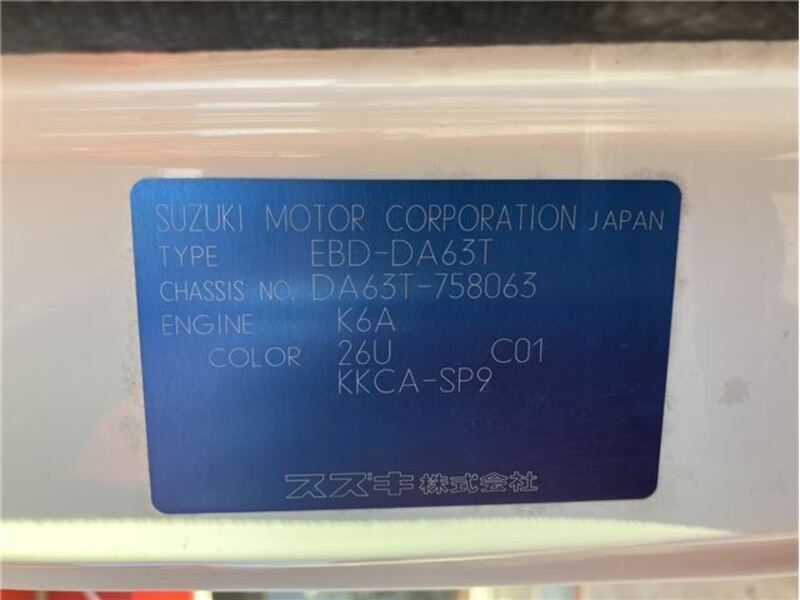 SUZUKI MOTOR CORPORATION JAPAN
TYPE EBD-DA63T
CHASSIS NO. DA63T-758063
ENGINE K6A
COLOR 26U C01
KKCA-SP9
スズキ株式会社